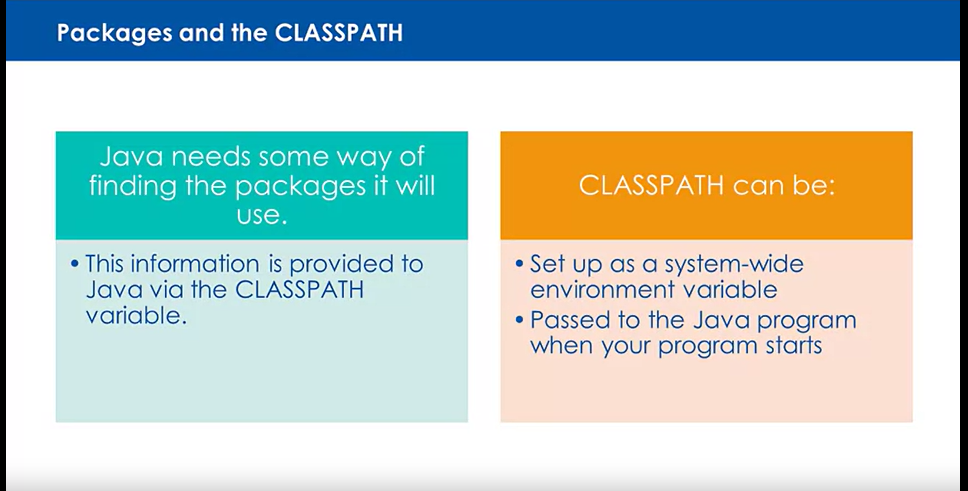 Packages and the CLASSPATH
Java needs some way of
finding the packages it will
use.
• This information is provided to
Java via the CLASSPATH
variable.
CLASSPATH can be:
• Set up as a system-wide
environment variable
• Passed to the Java program
when your program starts